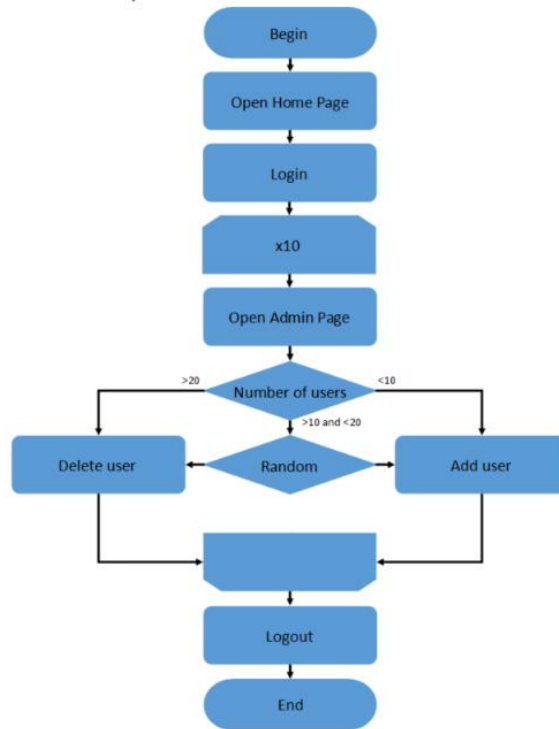 Begin
Open Home Page
Login
x10
Open Admin Page
>20
Number of users
<10
>10 and <20
Delete user
Random
Add user
Logout
End